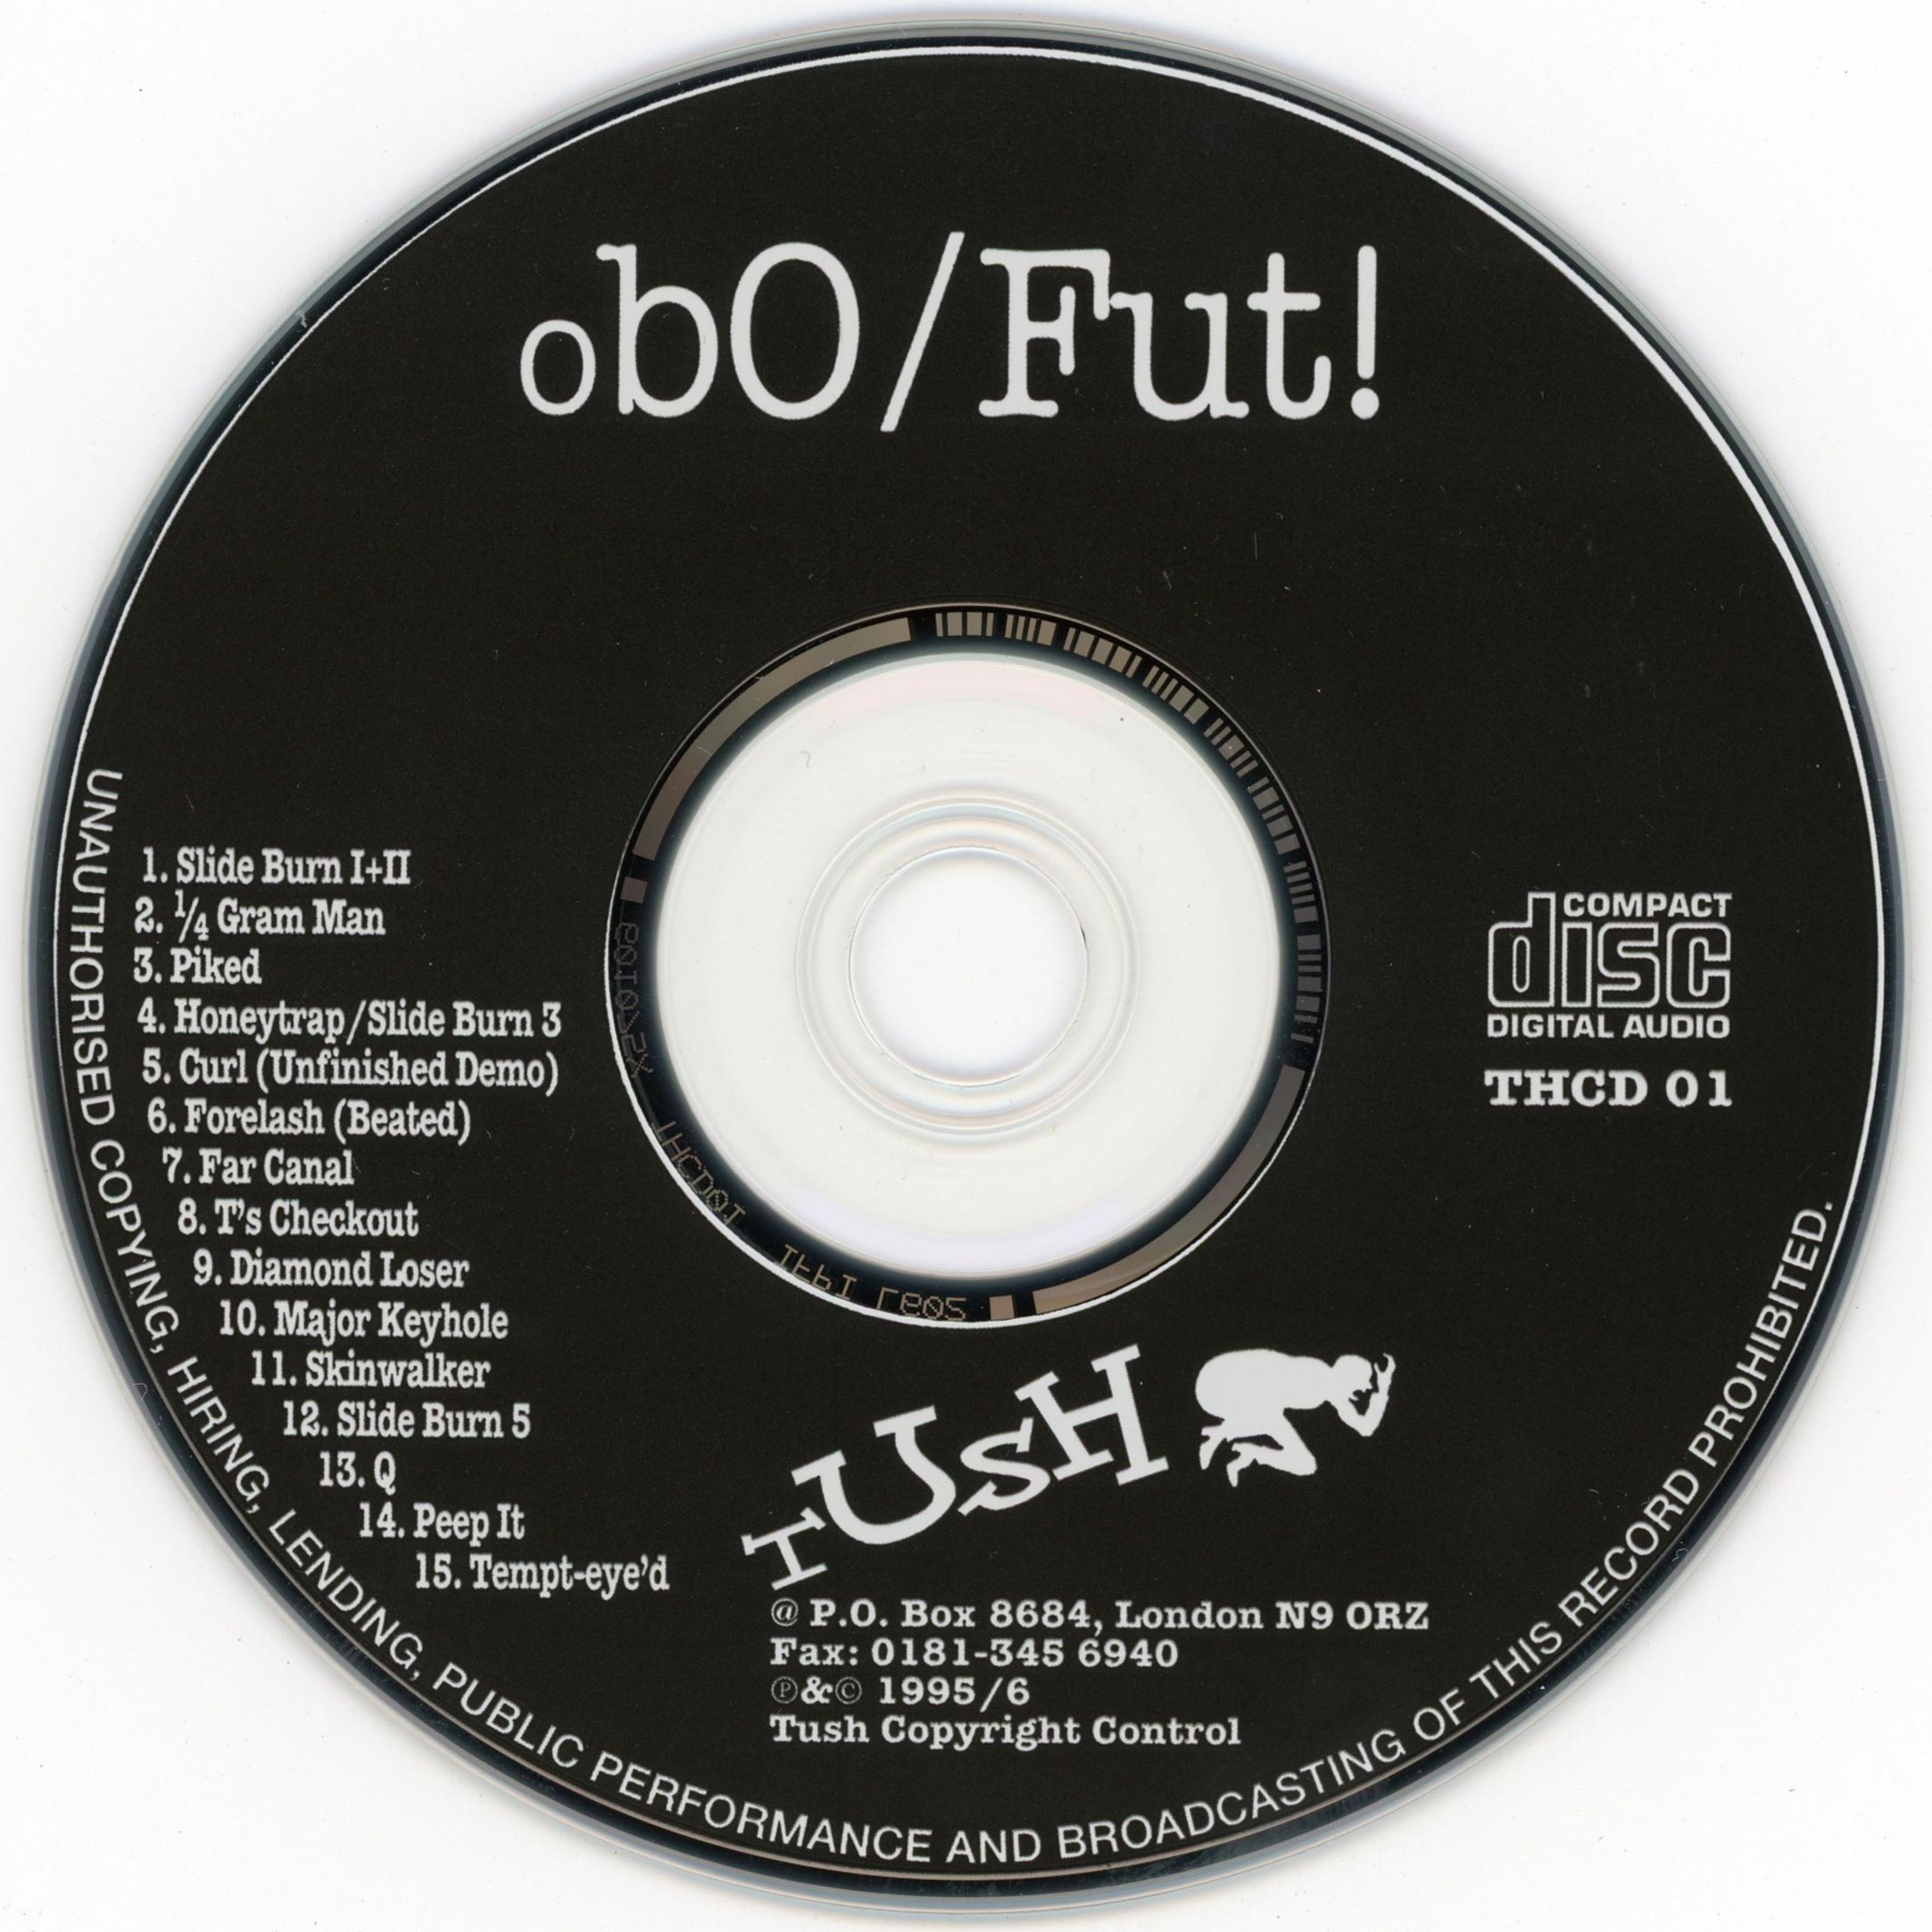 obO/Fut!
1. Slide Burn I+II
2. ¼ Gram Man
3. Piked
4. Honeytrap/Slide Burn 3
5. Curl (Unfinished Demo)
6. Forelash (Beated)
7. Far Canal
8. T's Checkout
9. Diamond Loser
10. Major Keyhole
11. Skinwalker
12. Slide Burn 5
13. Q
14. Peep It
15. Tempt-eye'd
COMPACT
disc
DIGITAL AUDIO
THCD 01
THCD01
TUsH
@ P.O. Box 8684, London N9 ORZ
Fax: 0181-345 6940
℗&© 1995/6
Tush Copyright Control
UNAUTHORISED COPYING, HIRING, LENDING, PUBLIC PERFORMANCE AND BROADCASTING OF THIS RECORD PROHIBITED.